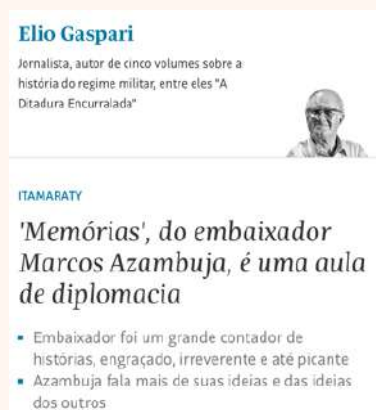 Elio Gaspari
Jornalista, autor de cinco volumes sobre a
história do regime militar, entre eles "A
Ditadura Encurralada"
ITAMARATY
'Memórias', do embaixador
Marcos Azambuja, é uma aula
de diplomacia
▪ Embaixador foi um grande contador de
histórias, engraçado, irreverente e até picante
▪ Azambuja fala mais de suas ideias e das ideias
dos outros